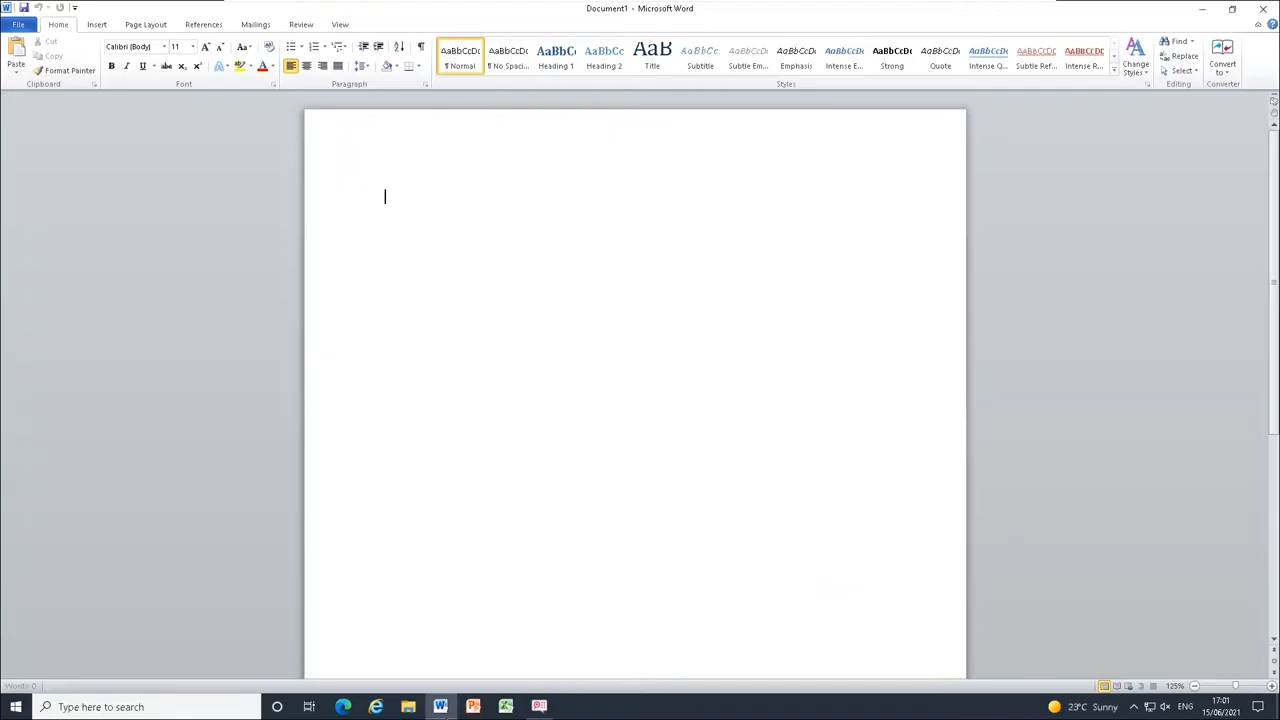 Document1 - Microsoft Word
File Home Insert Page Layout References Mailings Review View
Paste
Cut
Copy
Format Painter
Clipboard
Calibri (Body) 11
Font
Paragraph
AaBbCcDc AaBbCcDc AaBbC AaBbCc AaB AaBbCc. AaBbCcDc AaBbCcDc AaBbCcDc AaBbCcDc AaBbCcDc AaBbCcDc AaBbCcDc AaBbCcDc
¶ Normal ¶ No Spaci... Heading 1 Heading 2 Title Subtitle Subtle Em... Emphasis Intense E... Strong Quote Intense Q... Subtle Ref... Intense R...
Styles
Change Styles
Find
Replace
Select
Editing
Convert to
Converter
Words: 0
125%
Type here to search
23°C Sunny
ENG
17:01
15/06/2021